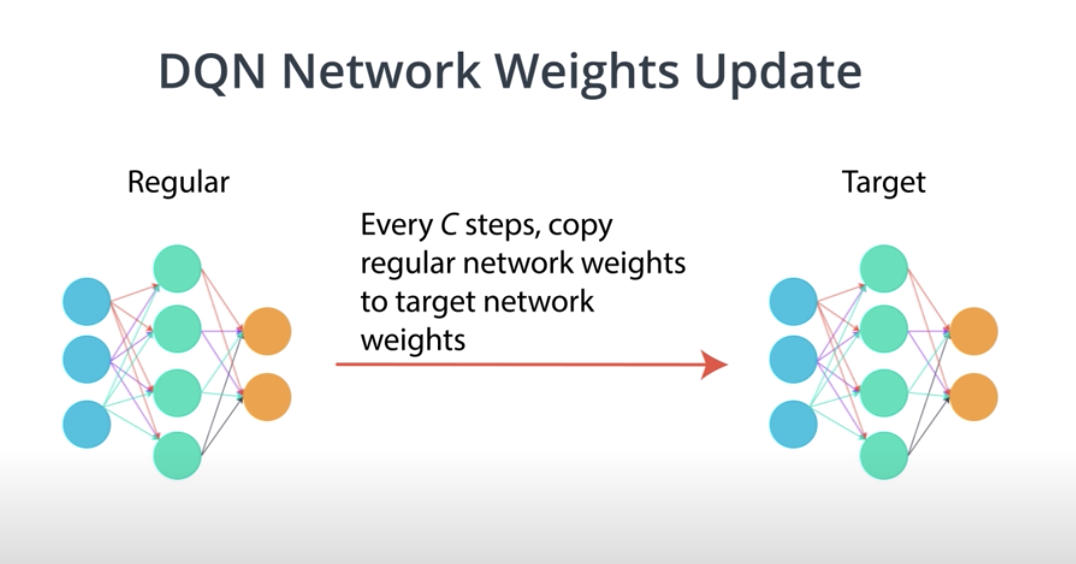 DQN Network Weights Update
Regular
Target
Every C steps, copy
regular network weights
to target network
weights